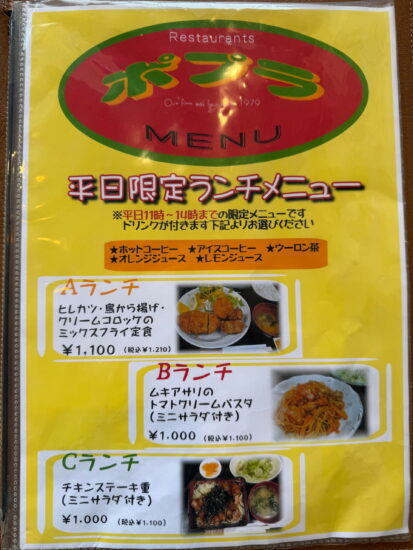 Restaurants
ポプラ
1979
MENU
平日限定ランチメニュー
※平日11時～14時までの限定メニューです
ドリンクが付きます下記よりお選びください
★ホットコーヒー ★アイスコーヒー ★ウーロン茶
★オレンジジュース ★レモンジュース
Aランチ
ヒレカツ・鳥から揚げ・
クリームコロッケの
ミックスフライ定食
￥1,100 (税込￥1,210)
Bランチ
ムキアサリの
トマトクリームパスタ
(ミニサラダ付き)
￥1,000 (税込￥1,100)
Cランチ
チキンステーキ重
(ミニサラダ付き)
￥1,000 (税込￥1,100)